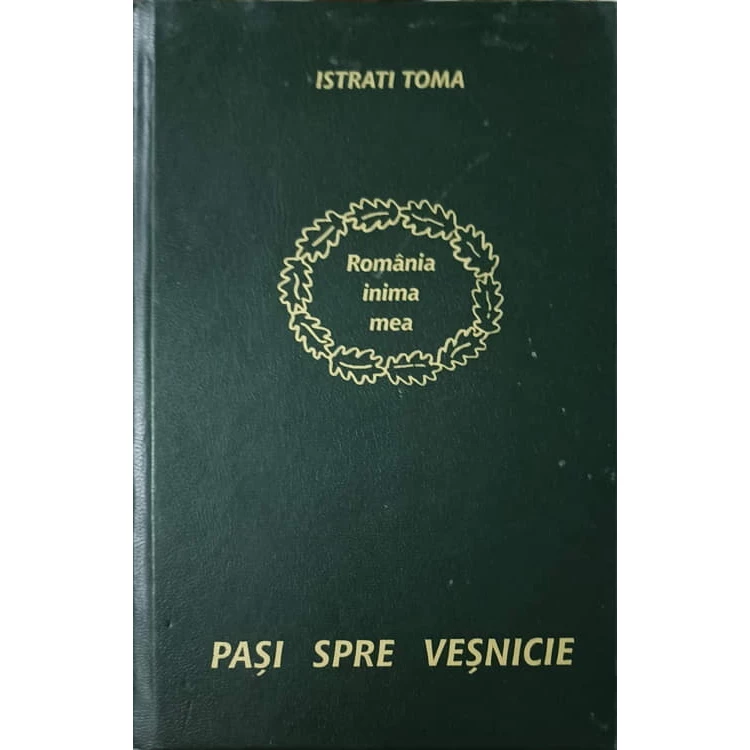 ISTRATI TOMA
România
inima
mea
PAȘI SPRE VEȘNICIE